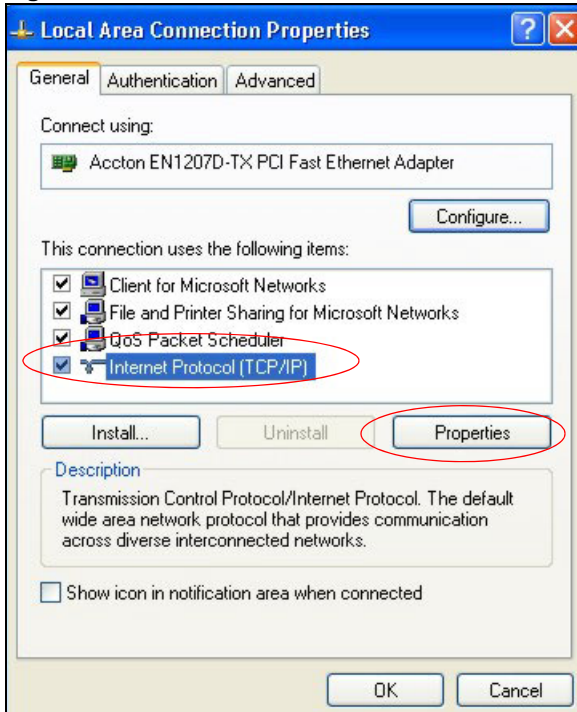 Local Area Connection Properties
General Authentication Advanced
Connect using:
Accton EN1207D-TX PCI Fast Ethernet Adapter
Configure...
This connection uses the following items:
Client for Microsoft Networks
File and Printer Sharing for Microsoft Networks
QoS Packet Scheduler
Internet Protocol (TCP/IP)
Install... Uninstall Properties
Description
Transmission Control Protocol/Internet Protocol. The default
wide area network protocol that provides communication
across diverse interconnected networks.
Show icon in notification area when connected
OK Cancel